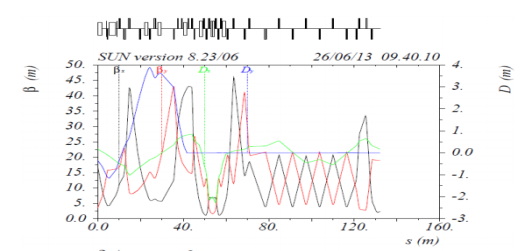 SUN version 8.23/06 26/06/13 09.40.10
β (m)
D (m)
50.
45.
40.
35.
30.
25.
20.
15.
10.
5.
0.0
βx
βy
Dx
Dy
4.
3.
2.
1.
0.0
-1.
-2.
-3.
0.0 40. 80. 120. 160.
s (m)